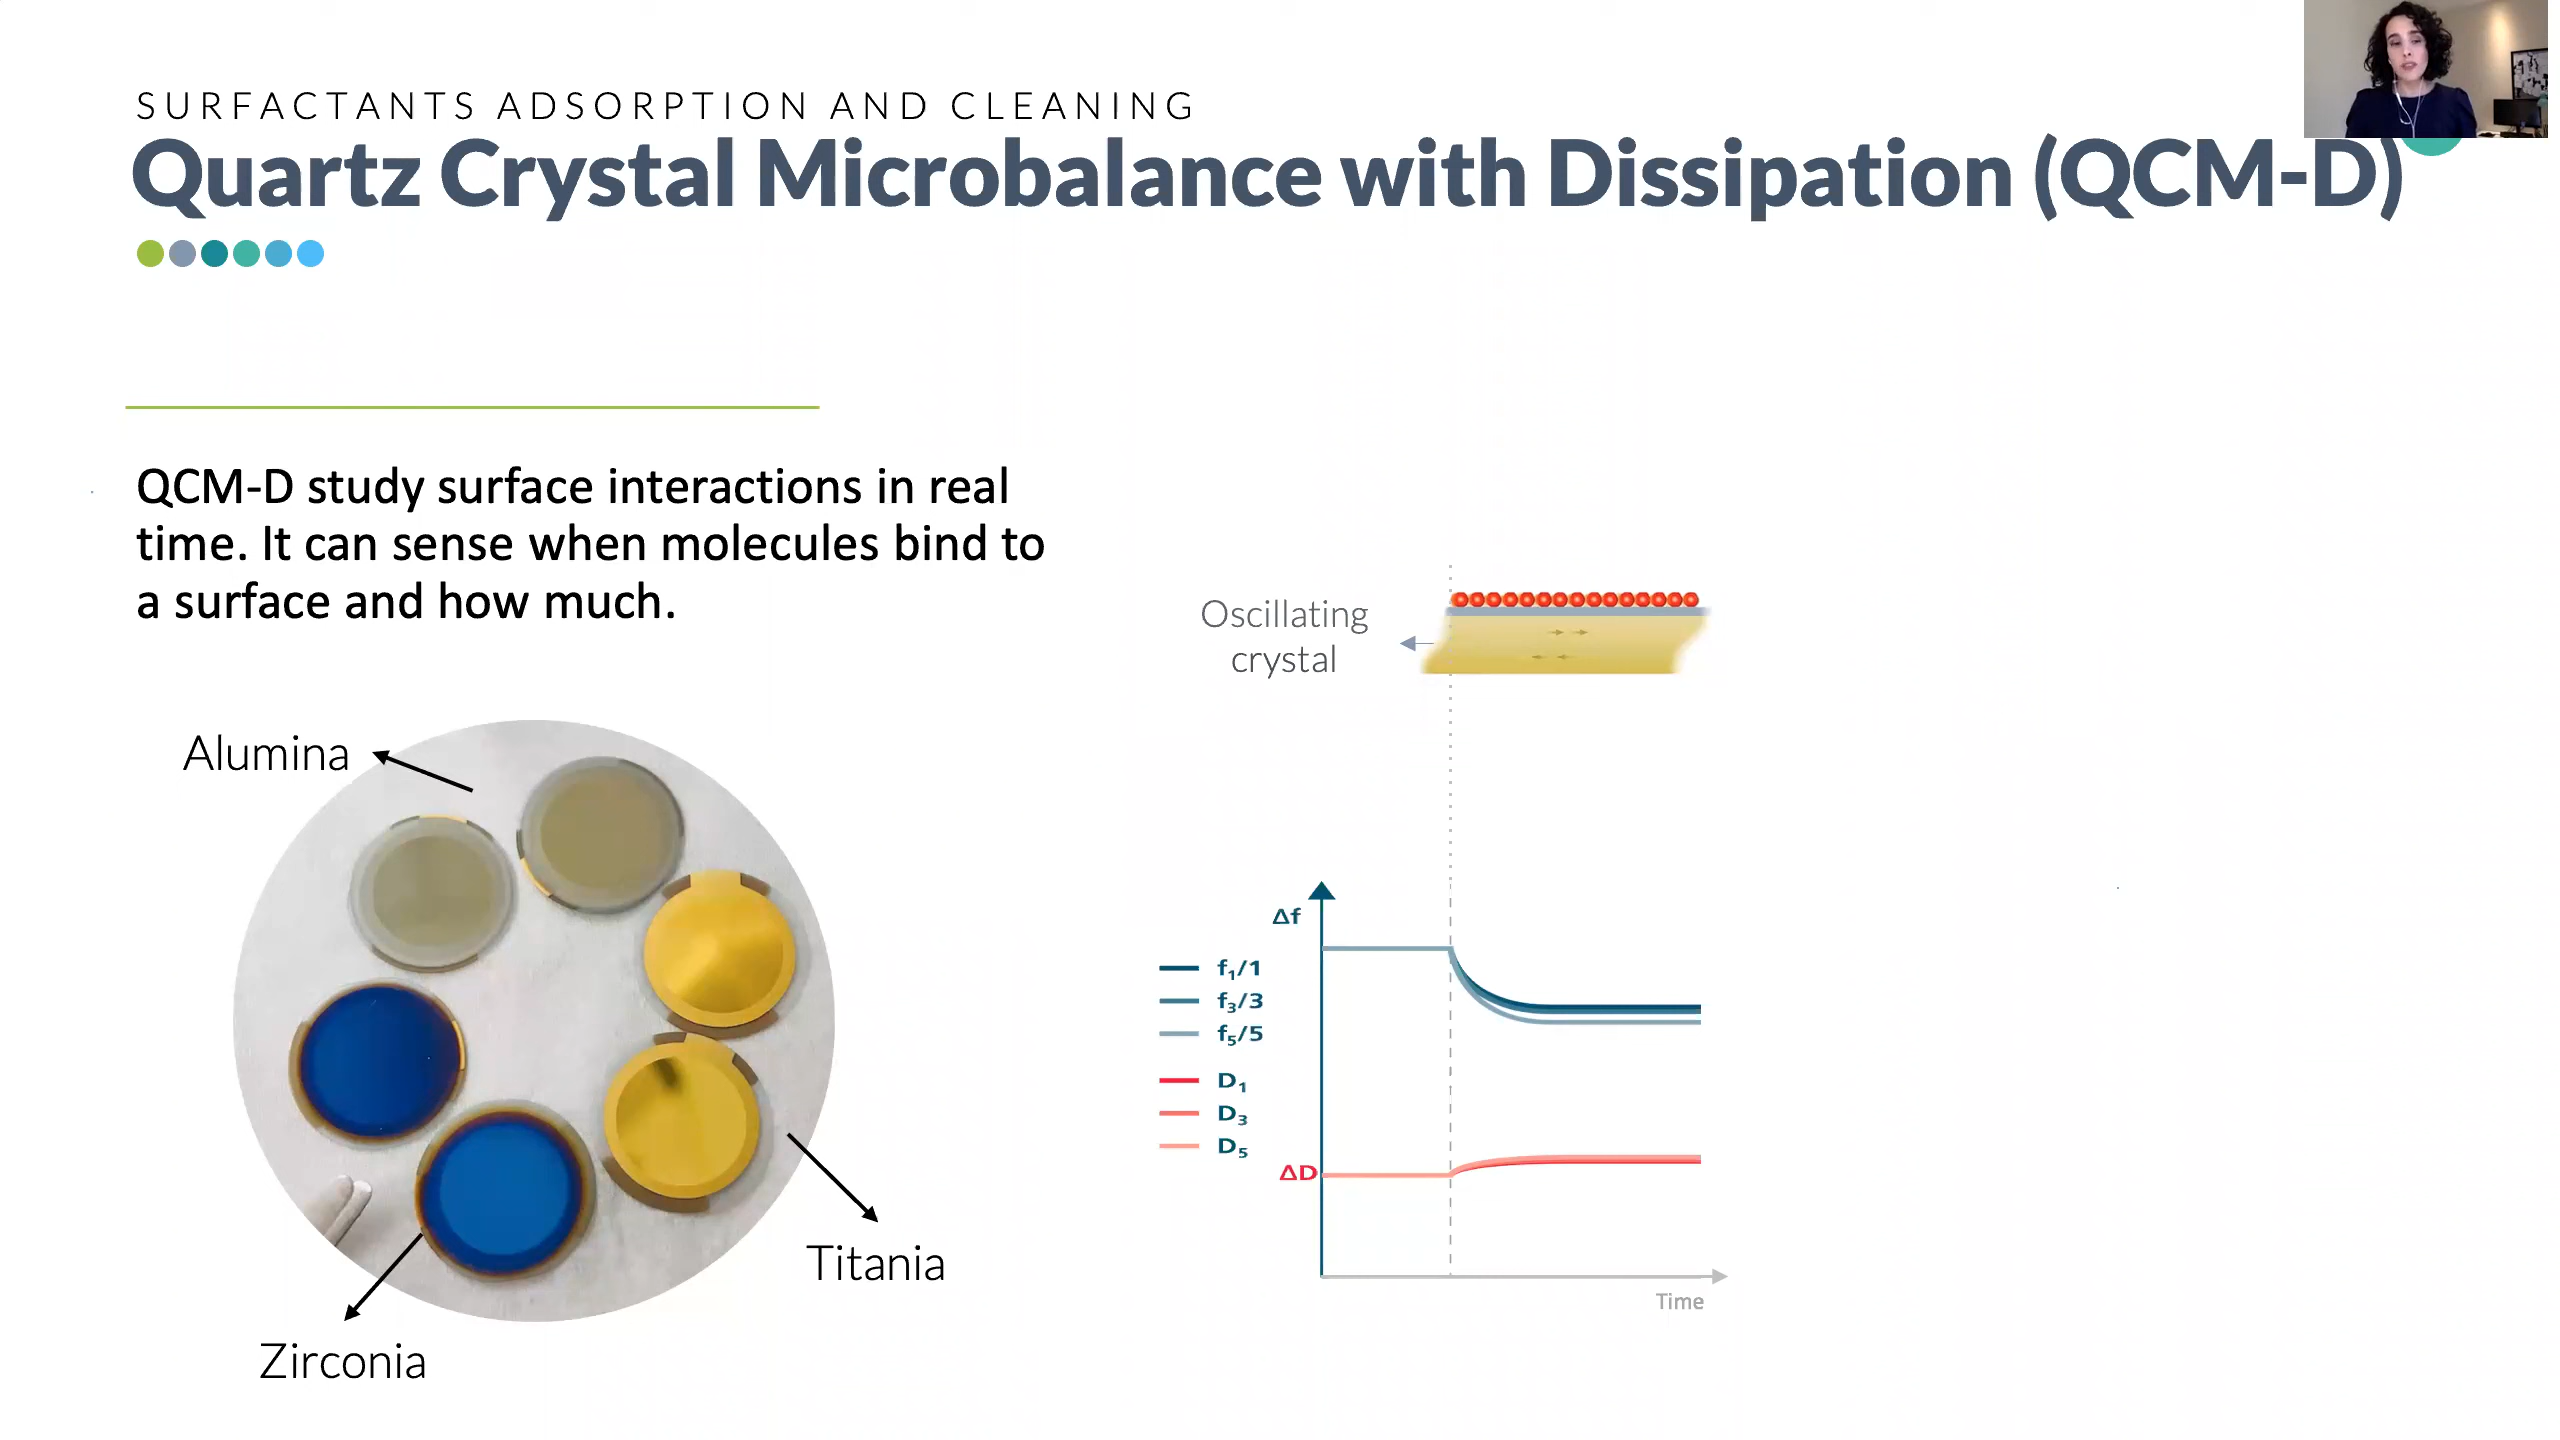 SURFACTANTS ADSORPTION AND CLEANING
Quartz Crystal Microbalance with Dissipation (QCM-D)
QCM-D study surface interactions in real
time. It can sense when molecules bind to
a surface and how much.
Oscillating
crystal
Alumina
Titania
Zirconia
Δf
f₁/1
f₃/3
f₅/5
D₁
D₃
D₅
ΔD
Time